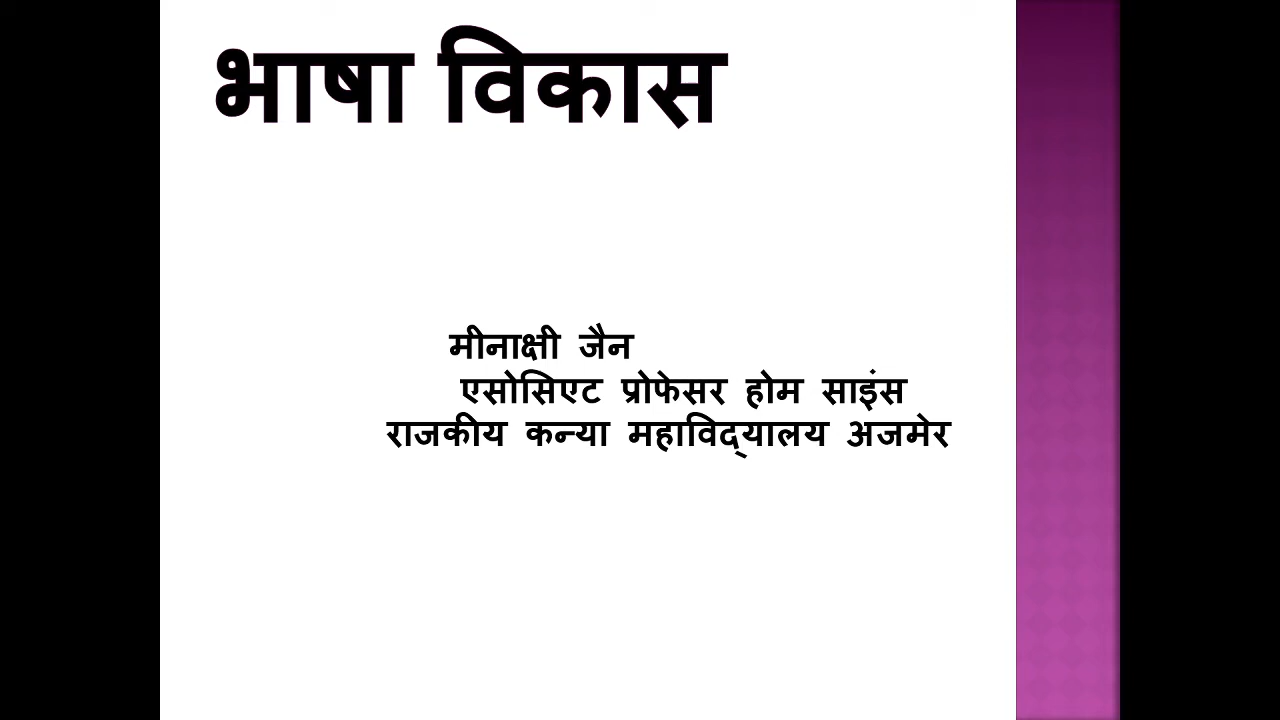 भाषा विकास
मीनाक्षी जैन
एसोसिएट प्रोफेसर होम साइंस
राजकीय कन्या महाविद्यालय अजमेर